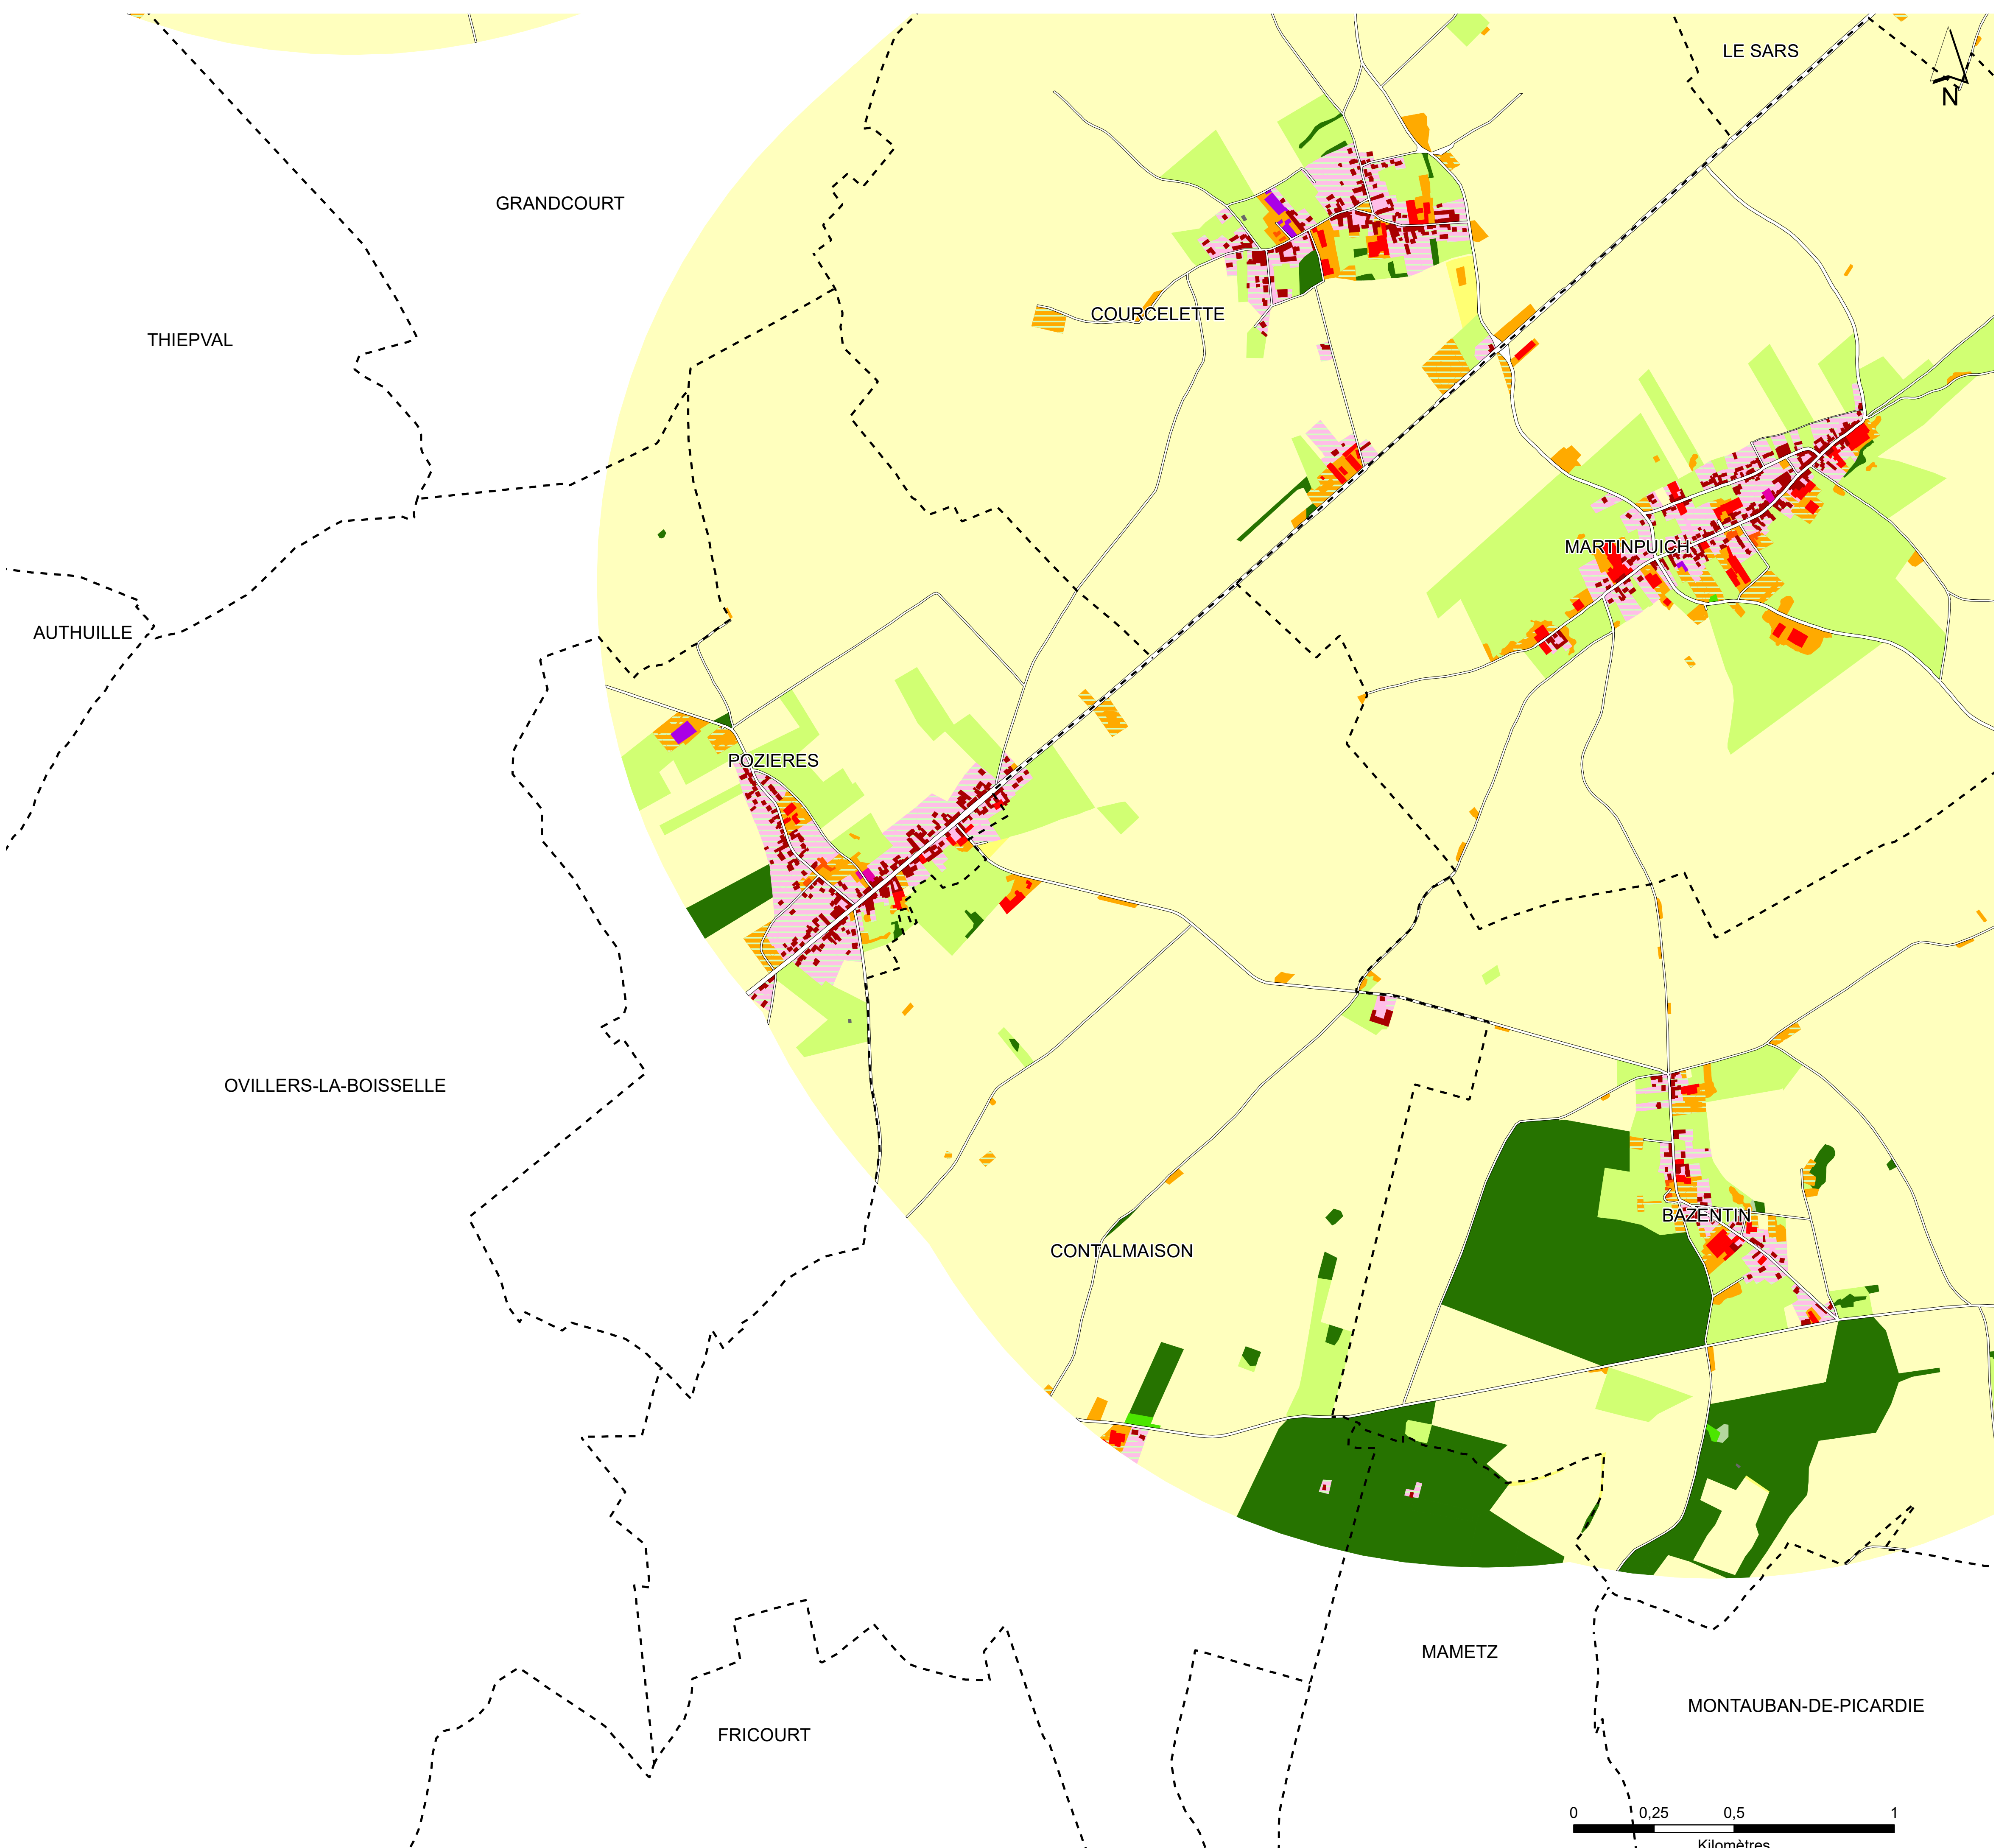 LE SARS
N
GRANDCOURT
COURCELETTE
THIEPVAL
MARTINPUICH
AUTHUILLE
POZIERES
OVILLERS-LA-BOISSELLE
BAZENTIN
CONTALMAISON
MAMETZ
MONTAUBAN-DE-PICARDIE
FRICOURT
0 0,25 0,5 1
Kilomètres